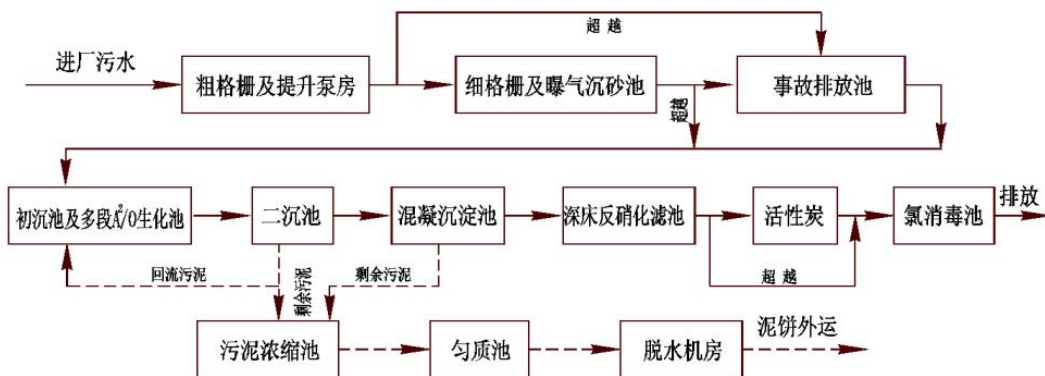 超越
进厂污水
粗格栅及提升泵房
细格栅及曝气沉砂池
事故排放池
超越
初沉池及多段A²/O生化池
二沉池
混凝沉淀池
深床反硝化滤池
活性炭
氯消毒池
排放
回流污泥
剩余污泥
剩余污泥
超越
污泥浓缩池
匀质池
脱水机房
泥饼外运